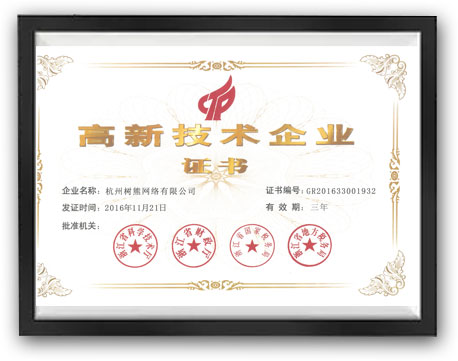 高新技术企业
证书
企业名称：杭州树熊网络有限公司 证书编号：GR201633001932
发证时间：2016年11月21日 有 效 期：三年
批准机关：
浙江省科学技术厅 浙江省财政厅 浙江省国家税务局 浙江省地方税务局